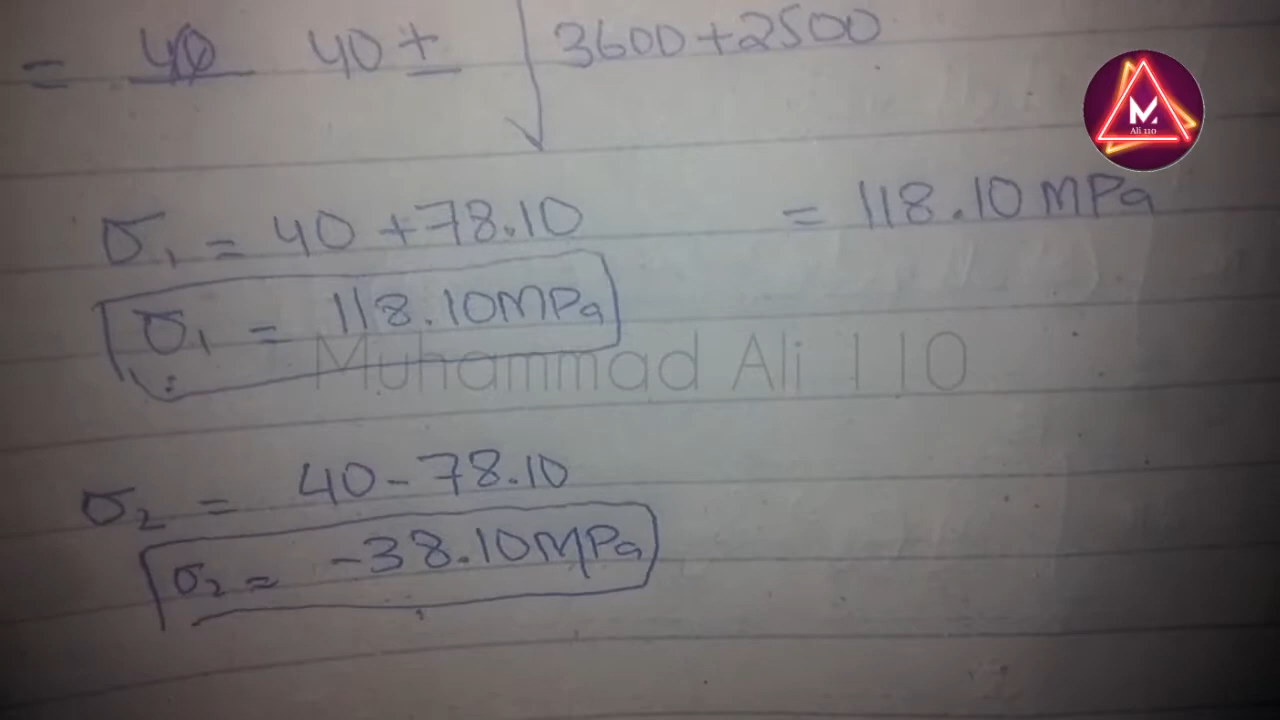 = 40 40 ± √3600+2500
M.
Ali 110
σ₁ = 40 + 78.10 = 118.10 MPa
σ₁ = 118.10MPa
Muhammad Ali 110
σ₂ = 40 - 78.10
σ₂ = -38.10MPa